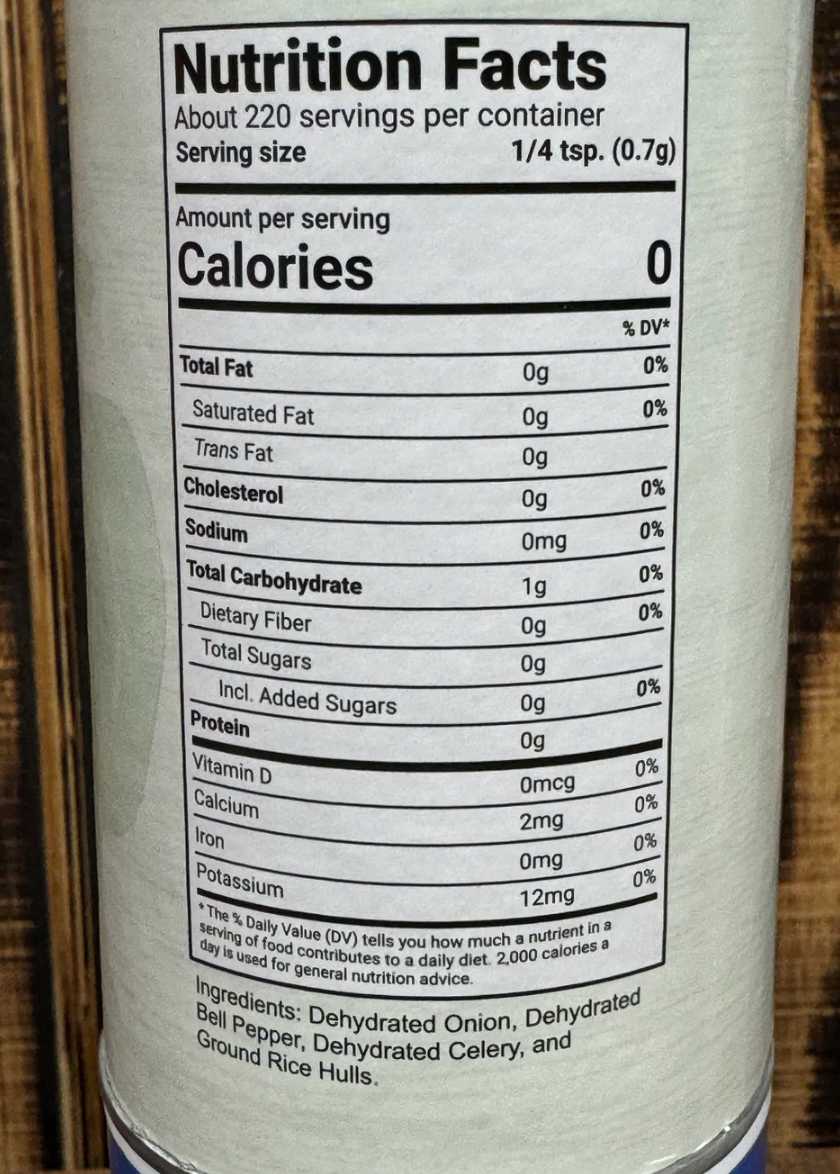 Nutrition Facts
About 220 servings per container
Serving size 1/4 tsp. (0.7g)
Amount per serving
Calories 0
% DV*
Total Fat 0g 0%
Saturated Fat 0g 0%
Trans Fat 0g
Cholesterol 0g 0%
Sodium 0mg 0%
Total Carbohydrate 1g 0%
Dietary Fiber 0g 0%
Total Sugars 0g
Incl. Added Sugars 0g 0%
Protein 0g
Vitamin D 0mcg 0%
Calcium 2mg 0%
Iron 0mg 0%
Potassium 12mg 0%
* The % Daily Value (DV) tells you how much a nutrient in a
serving of food contributes to a daily diet. 2,000 calories a
day is used for general nutrition advice.
Ingredients: Dehydrated Onion, Dehydrated
Bell Pepper, Dehydrated Celery, and
Ground Rice Hulls.